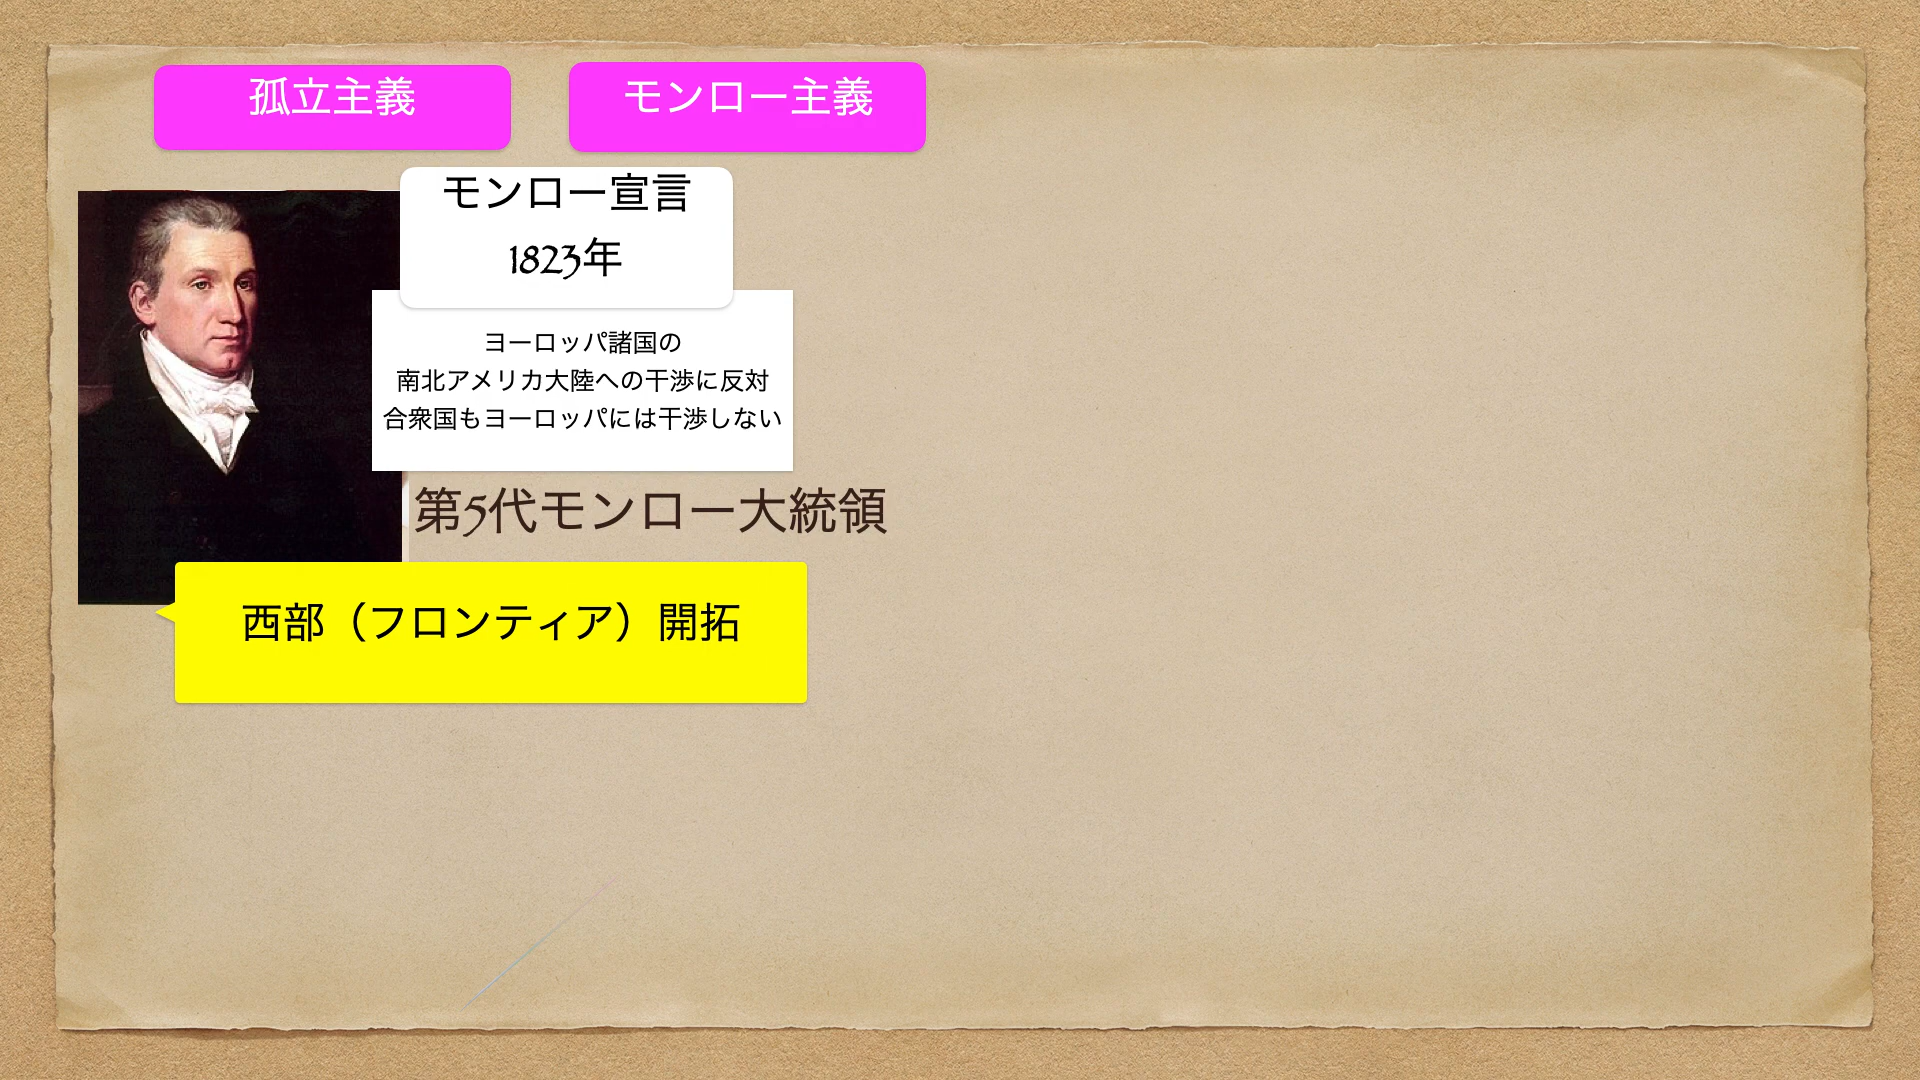 孤立主義
モンロー主義
モンロー宣言
1823年
ヨーロッパ諸国の
南北アメリカ大陸への干渉に反対
合衆国もヨーロッパには干渉しない
第5代モンロー大統領
西部（フロンティア）開拓